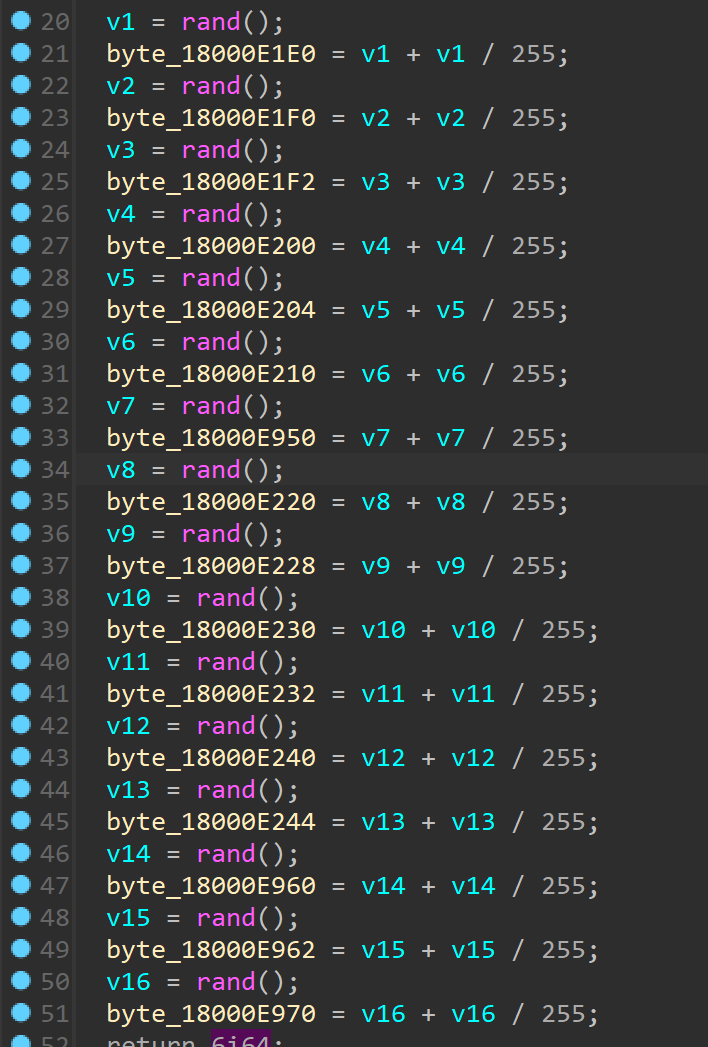 20 v1 = rand();
21 byte_18000E1E0 = v1 + v1 / 255;
22 v2 = rand();
23 byte_18000E1F0 = v2 + v2 / 255;
24 v3 = rand();
25 byte_18000E1F2 = v3 + v3 / 255;
26 v4 = rand();
27 byte_18000E200 = v4 + v4 / 255;
28 v5 = rand();
29 byte_18000E204 = v5 + v5 / 255;
30 v6 = rand();
31 byte_18000E210 = v6 + v6 / 255;
32 v7 = rand();
33 byte_18000E950 = v7 + v7 / 255;
34 v8 = rand();
35 byte_18000E220 = v8 + v8 / 255;
36 v9 = rand();
37 byte_18000E228 = v9 + v9 / 255;
38 v10 = rand();
39 byte_18000E230 = v10 + v10 / 255;
40 v11 = rand();
41 byte_18000E232 = v11 + v11 / 255;
42 v12 = rand();
43 byte_18000E240 = v12 + v12 / 255;
44 v13 = rand();
45 byte_18000E244 = v13 + v13 / 255;
46 v14 = rand();
47 byte_18000E960 = v14 + v14 / 255;
48 v15 = rand();
49 byte_18000E962 = v15 + v15 / 255;
50 v16 = rand();
51 byte_18000E970 = v16 + v16 / 255;
52 return 6i64;